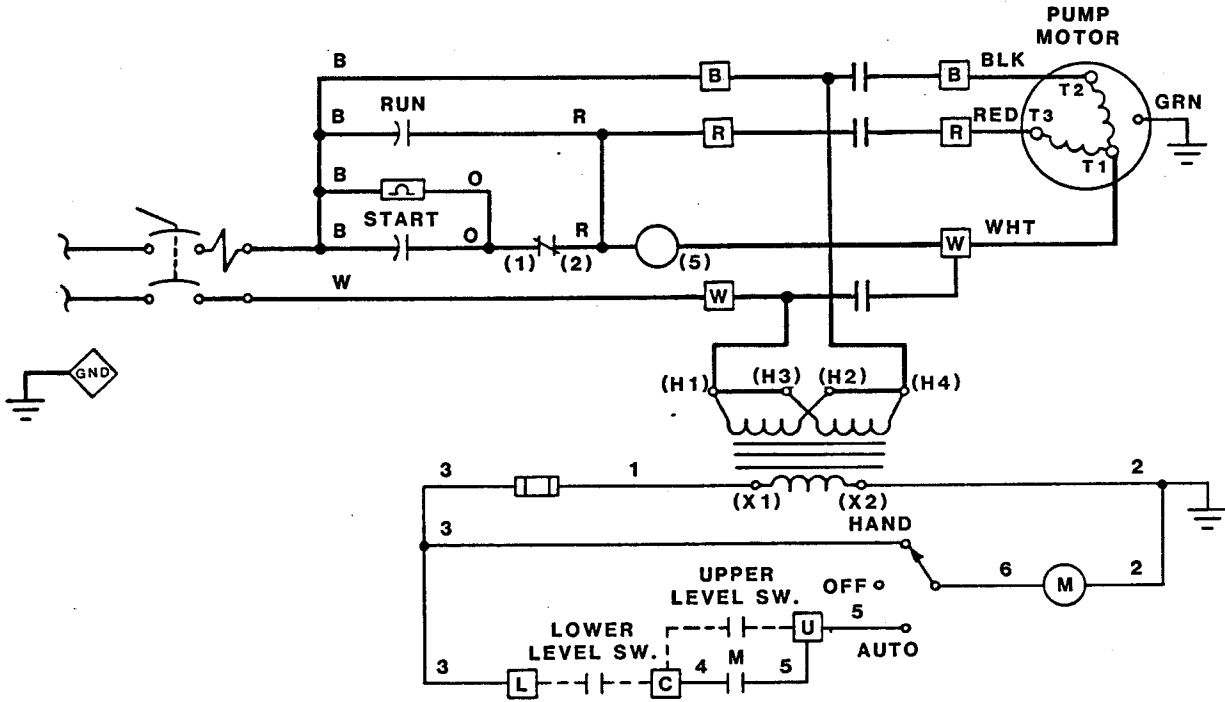 PUMP
MOTOR
B
B
B
BLK
T2
GRN
B
RUN
R
R
R
RED
T3
T1
B
O
START
B
O
R
(1)
(2)
(5)
W
WHT
W
W
GND
(H1)
(H3)
(H2)
(H4)
3
1
2
(X1)
(X2)
HAND
3
UPPER
LEVEL SW.
OFF
6
M
2
LOWER
LEVEL SW.
U
5
AUTO
3
L
C
4
M
5